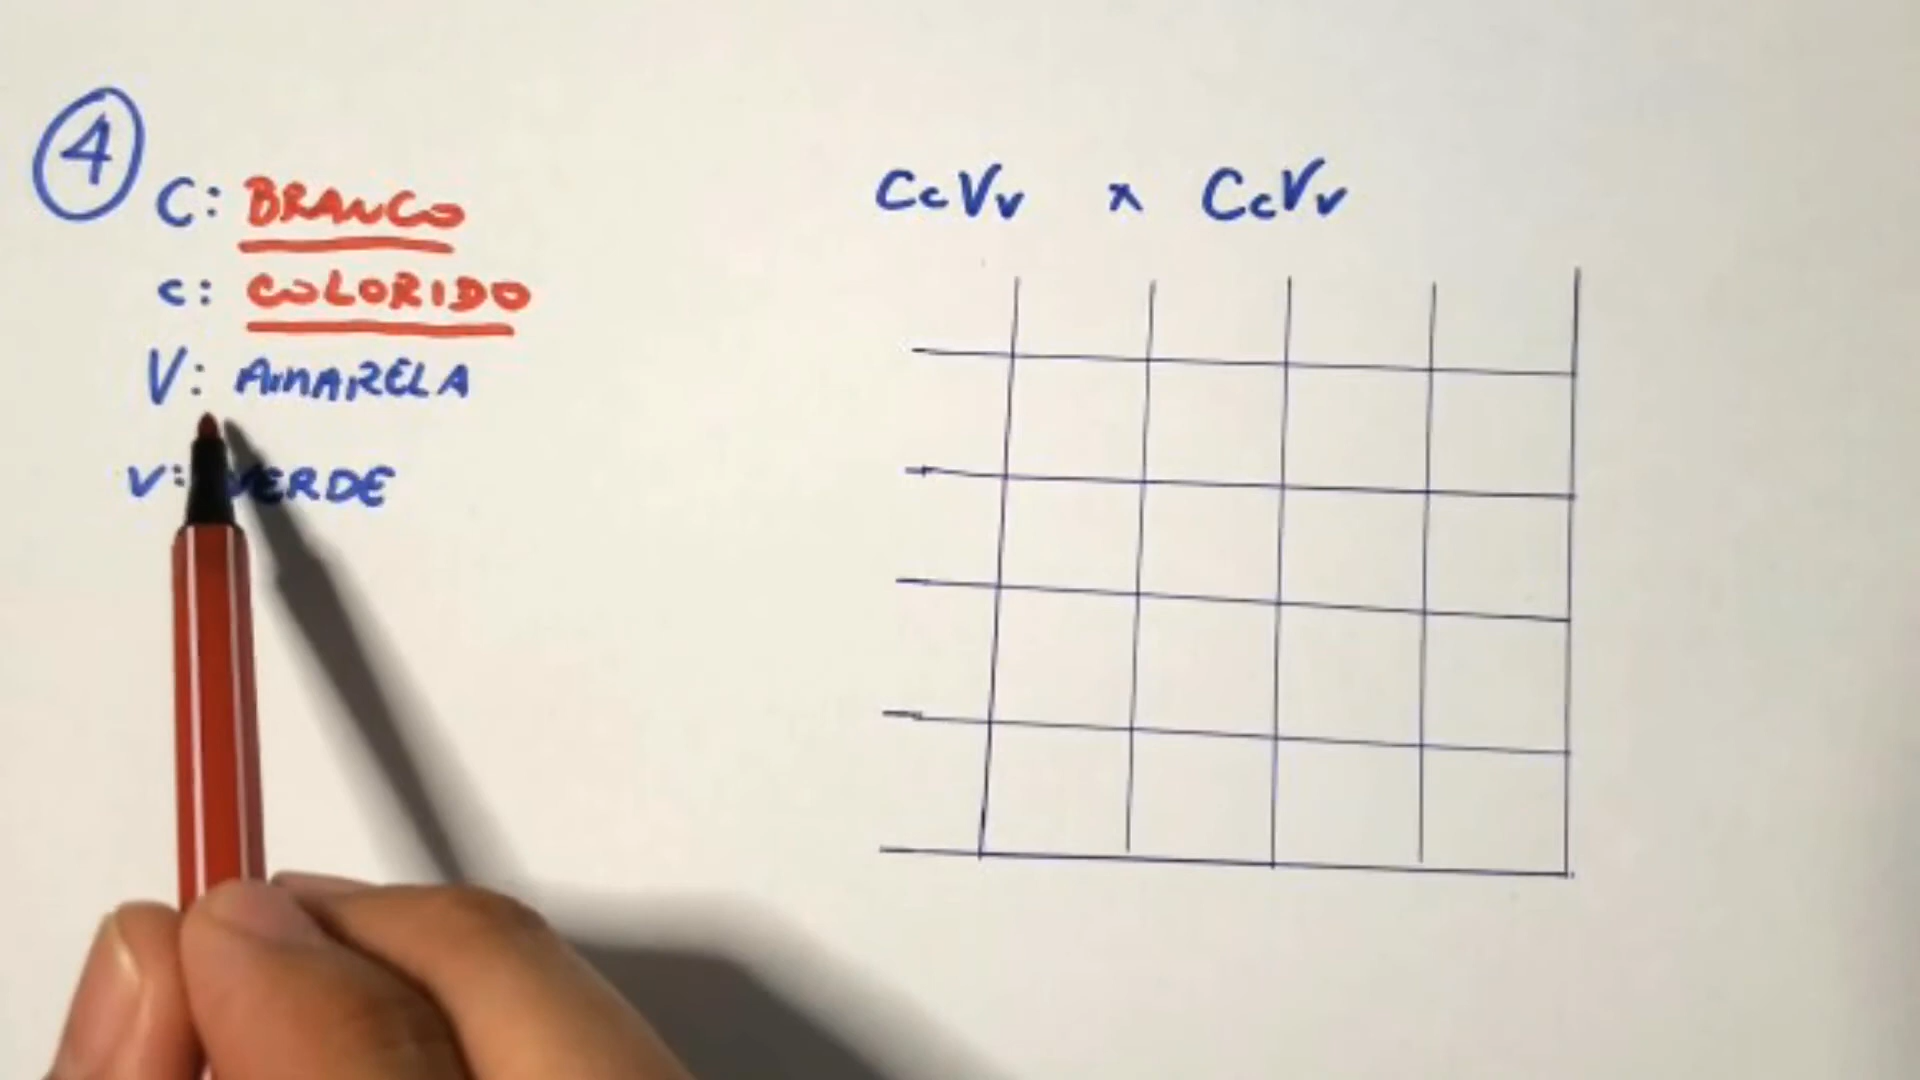 4
C: BRANCO
c: COLORIDO
V: AMARELA
v: VERDE
CcVv x CcVv